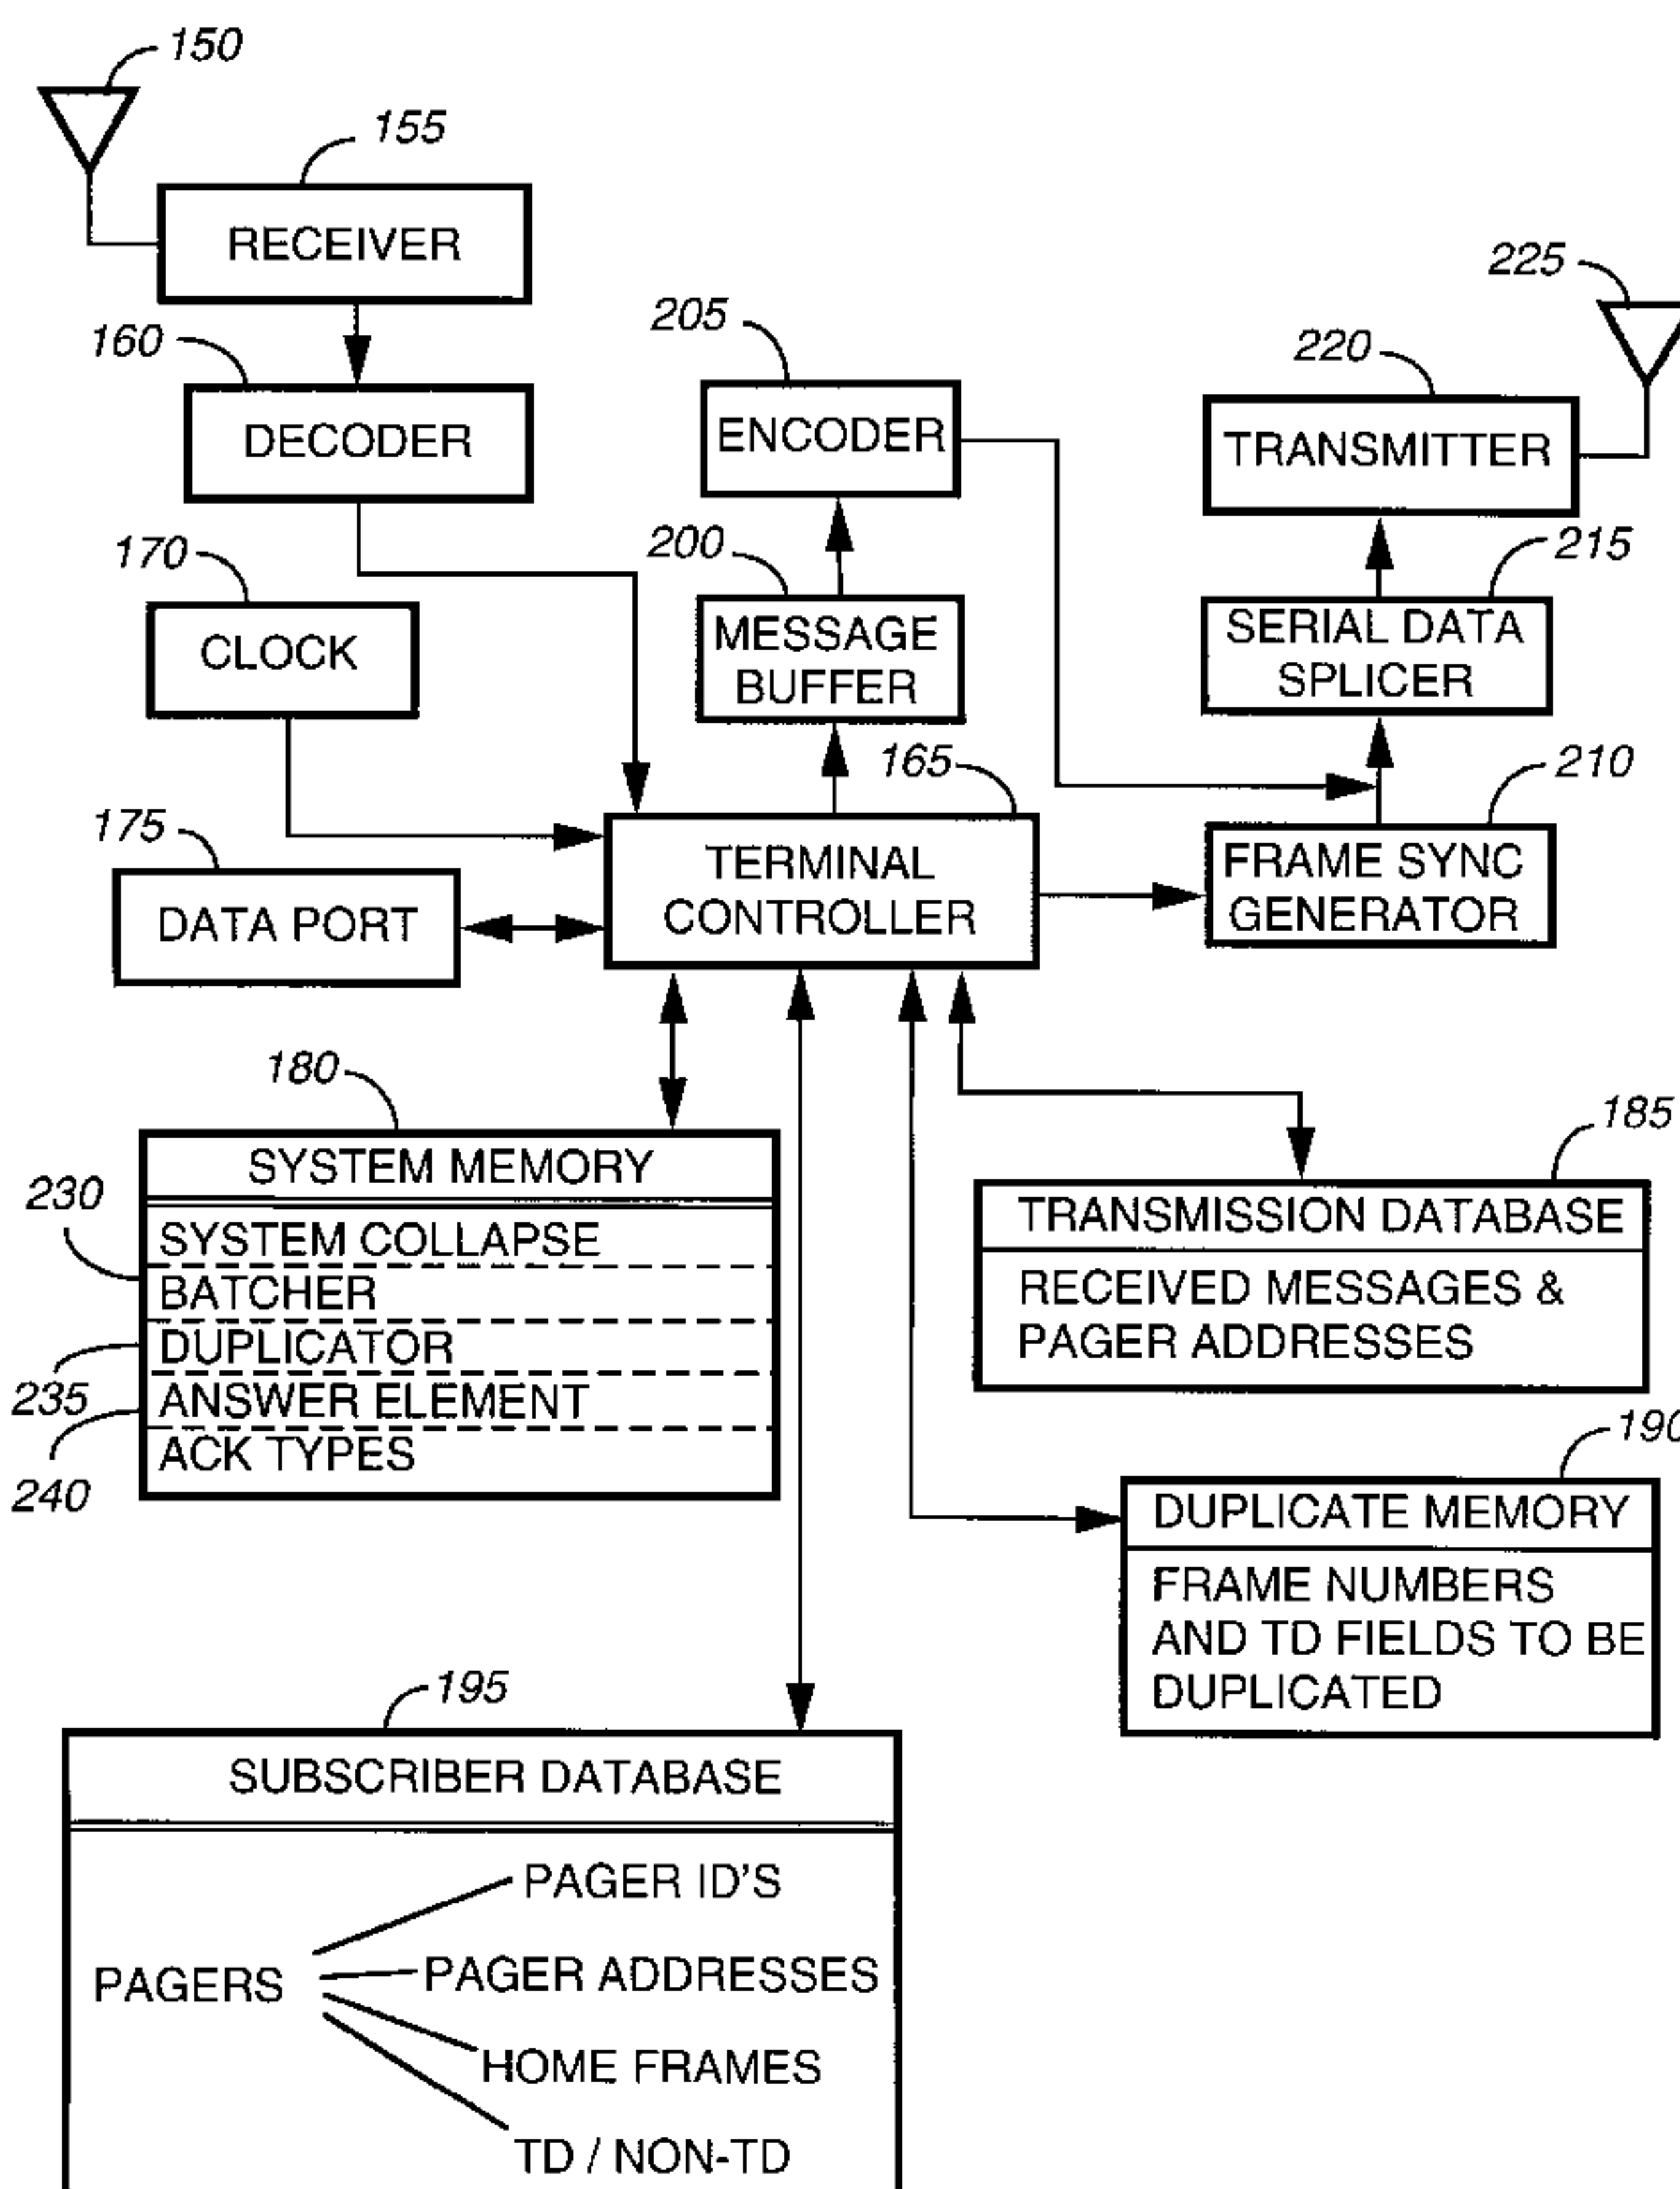 150
155
RECEIVER
225
205
160
220
DECODER
ENCODER
TRANSMITTER
170
200
215
CLOCK
MESSAGE
BUFFER
SERIAL DATA
SPLICER
165
210
175
TERMINAL
CONTROLLER
FRAME SYNC
GENERATOR
DATA PORT
180
185
SYSTEM MEMORY
230
SYSTEM COLLAPSE
BATCHER
DUPLICATOR
235
ANSWER ELEMENT
ACK TYPES
240
TRANSMISSION DATABASE
RECEIVED MESSAGES &
PAGER ADDRESSES
190
DUPLICATE MEMORY
FRAME NUMBERS
AND TD FIELDS TO BE
DUPLICATED
195
SUBSCRIBER DATABASE
PAGERS
PAGER ID'S
PAGER ADDRESSES
HOME FRAMES
TD / NON-TD